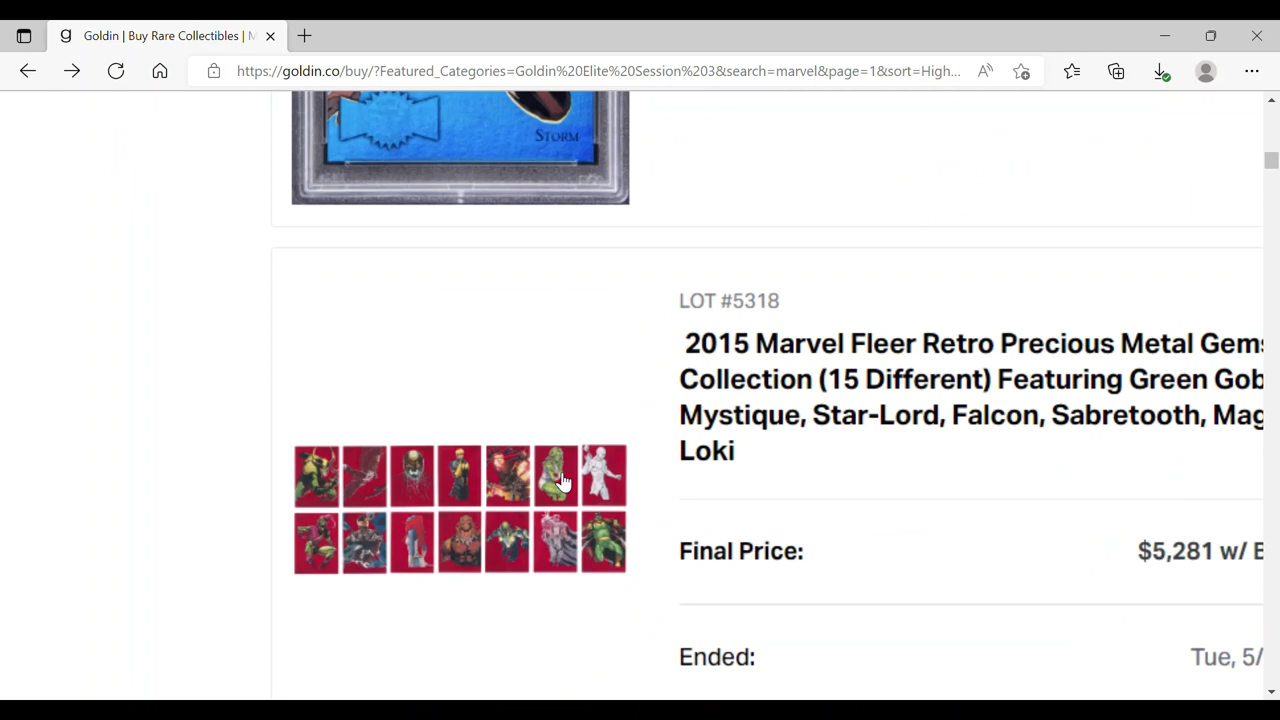 Goldin | Buy Rare Collectibles | M
https://goldin.co/buy/?Featured_Categories=Goldin%20Elite%20Session%203&search=marvel&page=1&sort=High...
STORM
LOT #5318
2015 Marvel Fleer Retro Precious Metal Gems
Collection (15 Different) Featuring Green Gob
Mystique, Star-Lord, Falcon, Sabretooth, Mag
Loki
Final Price: $5,281 w/ B
Ended: Tue, 5/